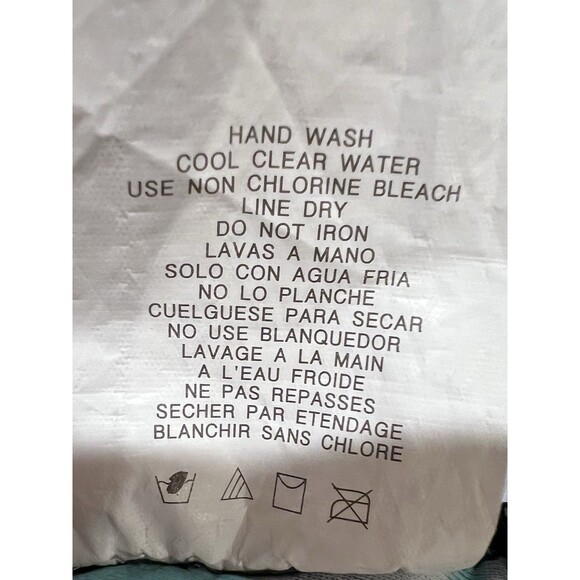 HAND WASH
COOL CLEAR WATER
USE NON CHLORINE BLEACH
LINE DRY
DO NOT IRON
LAVAS A MANO
SOLO CON AGUA FRIA
NO LO PLANCHE
CUELGUESE PARA SECAR
NO USE BLANQUEDOR
LAVAGE A LA MAIN
A L'EAU FROIDE
NE PAS REPASSES
SECHER PAR ETENDAGE
BLANCHIR SANS CHLORE